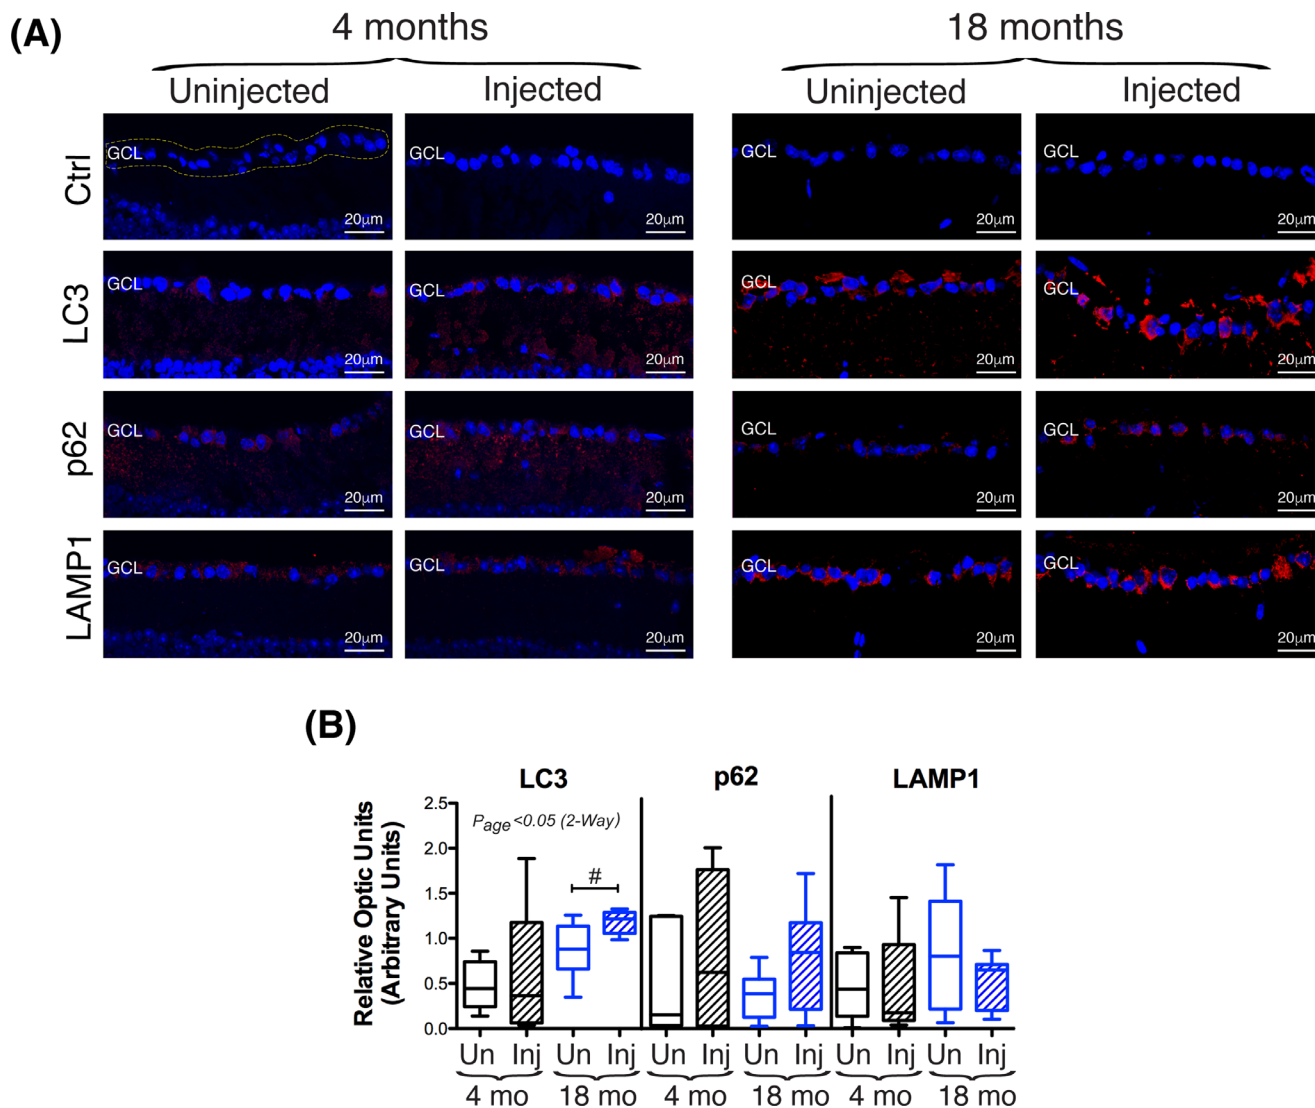 (A)
4 months
18 months
Uninjected
Injected
Uninjected
Injected
Ctrl
GCL
20µm
GCL
20µm
GCL
20µm
GCL
20µm
LC3
GCL
20µm
GCL
20µm
GCL
20µm
GCL
20µm
p62
GCL
20µm
GCL
20µm
GCL
20µm
GCL
20µm
LAMP1
GCL
20µm
GCL
20µm
GCL
20µm
GCL
20µm
(B)
LC3
p62
LAMP1
Relative Optic Units
(Arbitrary Units)
2.5
2.0
1.5
1.0
0.5
0.0
Page <0.05 (2-Way)
#
Un Inj Un Inj Un Inj Un Inj Un Inj Un Inj
4 mo 18 mo 4 mo 18 mo 4 mo 18 mo